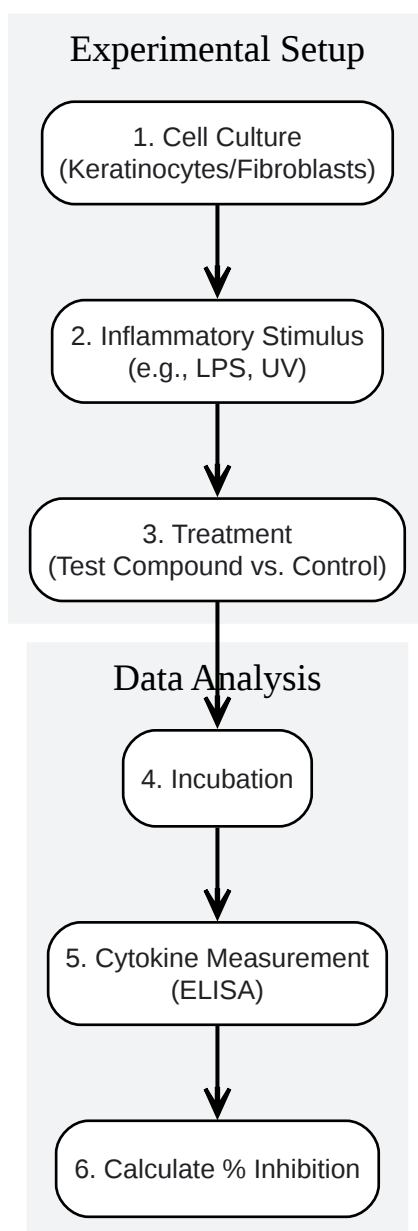 Experimental Setup
1. Cell Culture
(Keratinocytes/Fibroblasts)
2. Inflammatory Stimulus
(e.g., LPS, UV)
3. Treatment
(Test Compound vs. Control)
Data Analysis
4. Incubation
5. Cytokine Measurement
(ELISA)
6. Calculate % Inhibition